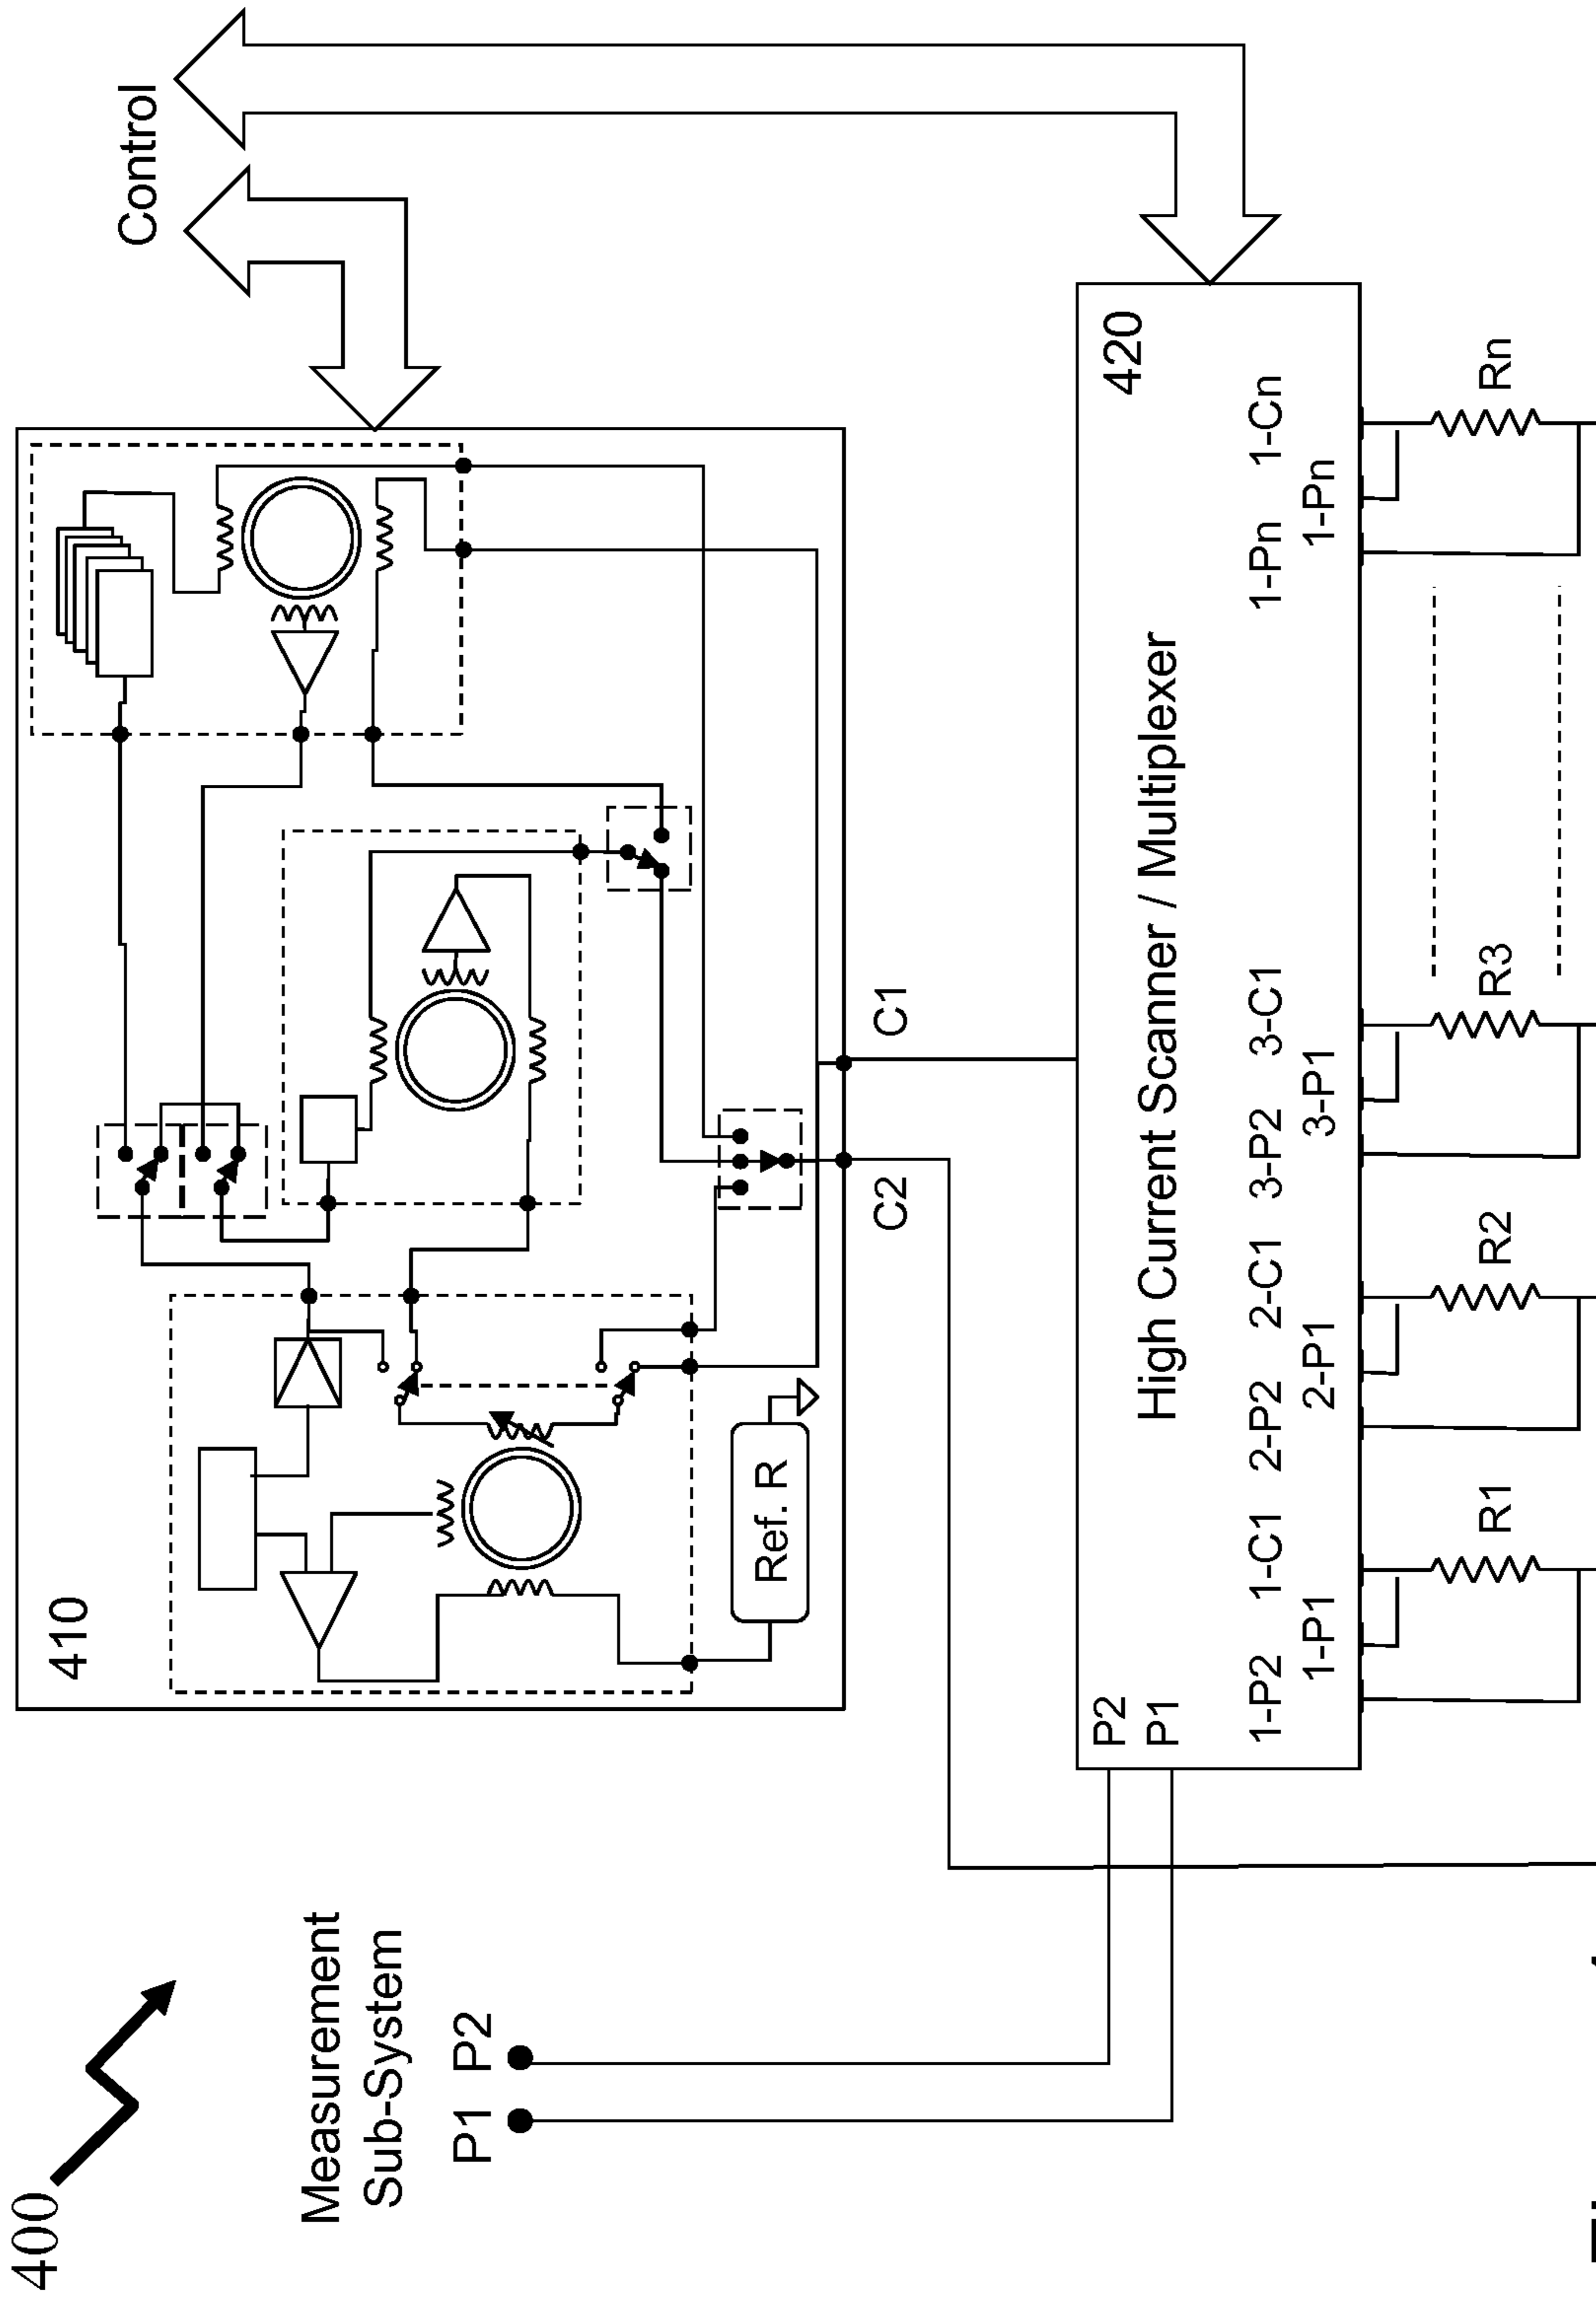 400
Measurement
Sub-System
P1 P2
410
Ref. R
Control
C2 C1
P2
P1
High Current Scanner / Multiplexer
420
1-P2 1-C1 2-P2 2-C1 3-P2 3-C1 1-Pn 1-Cn
1-P1 2-P1 3-P1 1-Pn
R1 R2 R3 Rn